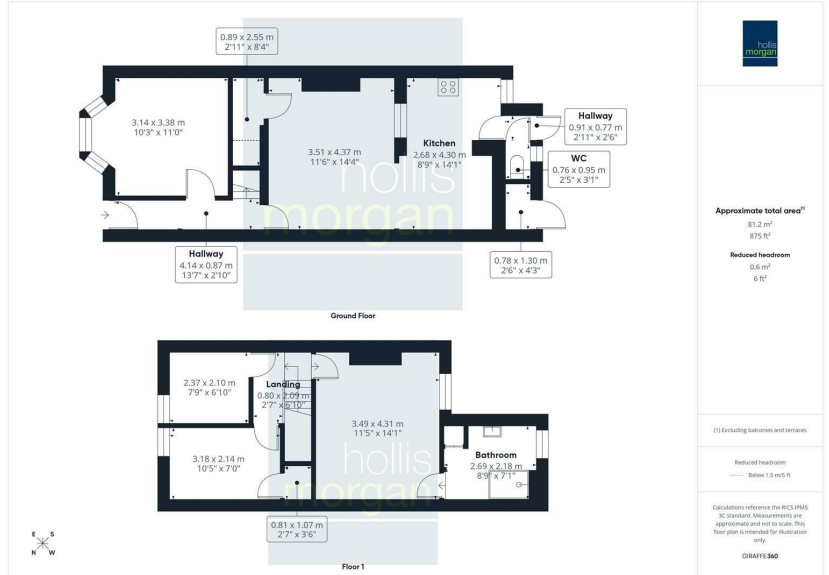 0.89 x 2.55 m
2'11" x 8'4"
3.14 x 3.38 m
10'3" x 11'0"
3.51 x 4.37 m
11'6" x 14'4"
Kitchen
2.68 x 4.30 m
8'9" x 14'1"
Hallway
0.91 x 0.77 m
2'11" x 2'6"
WC
0.76 x 0.95 m
2'5" x 3'1"
Hallway
4.14 x 0.87 m
13'7" x 2'10"
0.78 x 1.30 m
2'6" x 4'3"
hollis
morgan
Ground Floor
2.37 x 2.10 m
7'9" x 6'10"
Landing
0.80 x 2.09 m
2'7" x 6'10"
3.49 x 4.31 m
11'5" x 14'1"
3.18 x 2.14 m
10'5" x 7'0"
Bathroom
2.69 x 2.18 m
8'9" x 7'1"
0.81 x 1.07 m
2'7" x 3'6"
hollis
morgan
Floor 1
E S
N W
hollis
morgan
Approximate total area(1)
81.2 m²
875 ft²
Reduced headroom
0.6 m²
6 ft²
(1) Excluding balconies and terraces
Reduced headroom
Below 1.5 m/5 ft
Calculations reference the RICS IPMS
3C standard. Measurements are
approximate and not to scale. This
floor plan is intended for illustration
only.
GIRAFFE360